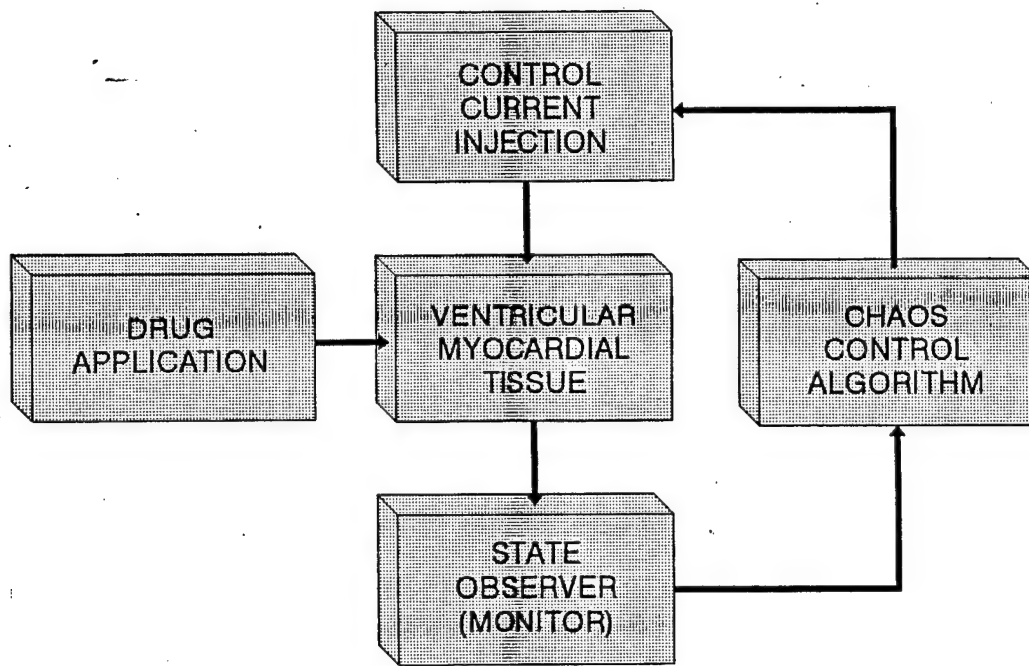 CONTROL
CURRENT
INJECTION
DRUG
APPLICATION
VENTRICULAR
MYOCARDIAL
TISSUE
CHAOS
CONTROL
ALGORITHM
STATE
OBSERVER
(MONITOR)